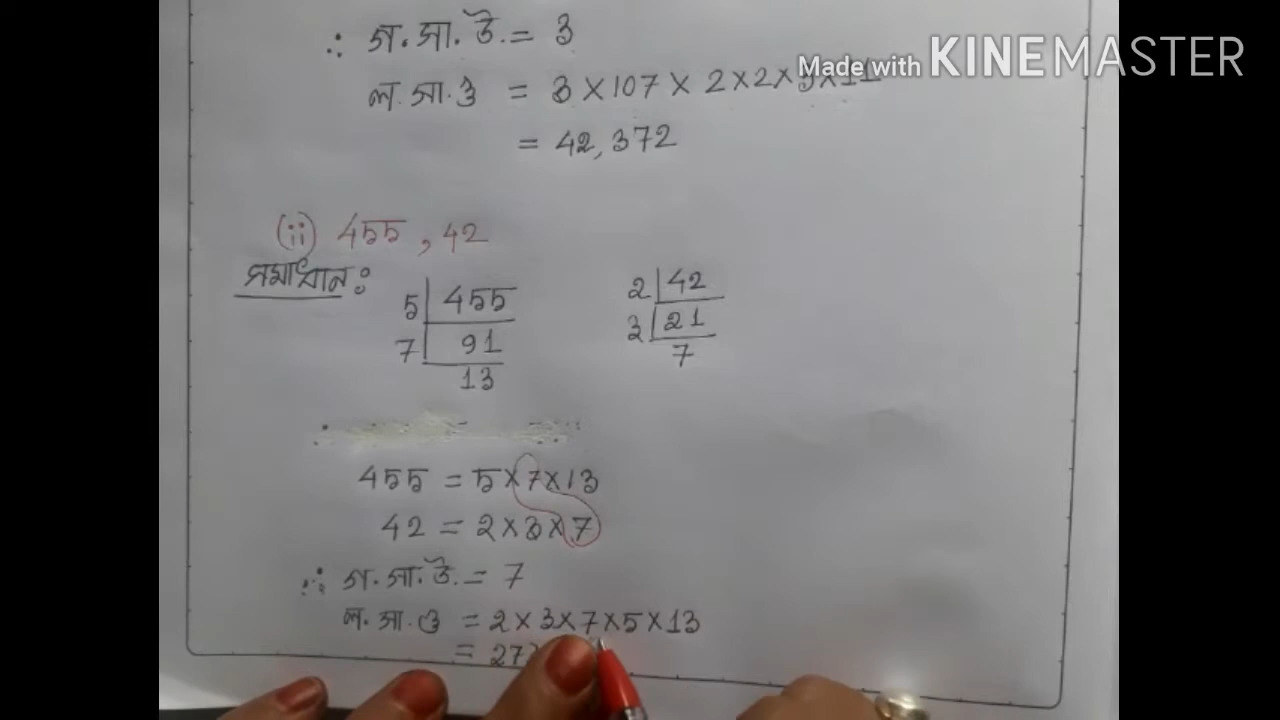 ∴ গ. সা. উ. = 3
Made with KINEMASTER
ল. সা. গু = 3 × 107 × 2 × 2 × 3 × 11
= 42,372
(ii) 455 , 42
সমাধান :
5 455
7 91
13
2 42
3 21
7
455 = 5 × 7 × 13
42 = 2 × 3 × 7
∴ গ. সা. উ. = 7
ল. সা. গু = 2 × 3 × 7 × 5 × 13
=